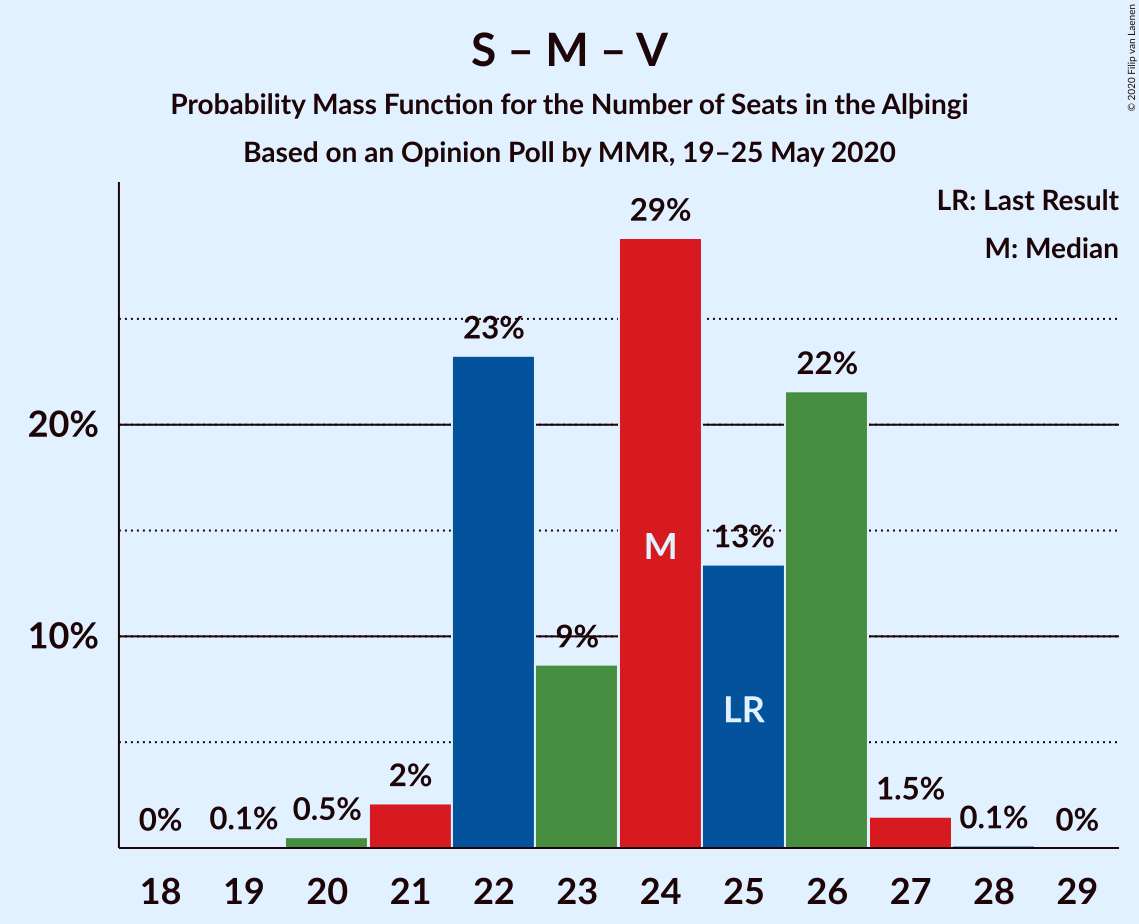 S – M – V
Probability Mass Function for the Number of Seats in the Alþingi
Based on an Opinion Poll by MMR, 19–25 May 2020
© 2020 Filip van Laenen
LR: Last Result
M: Median
29%
23%
22%
20%
13%
M
10%
9%
LR
2%
1.5%
0%
0.1%
0.5%
0.1%
0%
18 19 20 21 22 23 24 25 26 27 28 29